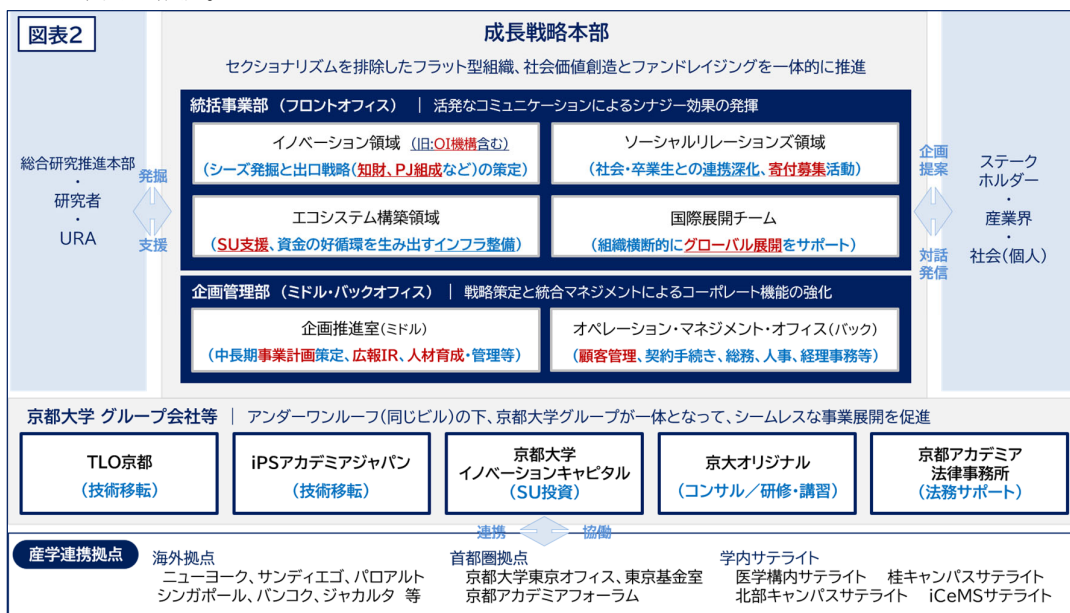 図表2
成長戦略本部
セクショナリズムを排除したフラット型組織、社会価値創造とファンドレイジングを一体的に推進
総合研究推進本部
・
研究者
・
URA
発掘
支援
統括事業部（フロントオフィス）｜活発なコミュニケーションによるシナジー効果の発揮
イノベーション領域 (旧:OI機構含む)
（シーズ発掘と出口戦略（知財、PJ組成など）の策定）
ソーシャルリレーションズ領域
（社会・卒業生との連携深化、寄付募集活動）
エコシステム構築領域
（SU支援、資金の好循環を生み出すインフラ整備）
国際展開チーム
（組織横断的にグローバル展開をサポート）
企画管理部（ミドル・バックオフィス）｜戦略策定と統合マネジメントによるコーポレート機能の強化
企画推進室（ミドル）
（中長期事業計画策定、広報IR、人材育成・管理等）
オペレーション・マネジメント・オフィス（バック）
（顧客管理、契約手続き、総務、人事、経理事務等）
企画
提案
対話
発信
ステーク
ホルダー
・
産業界
・
社会（個人）
京都大学 グループ会社等｜アンダーワンルーフ（同じビル）の下、京都大学グループが一体となって、シームレスな事業展開を促進
TLO京都
（技術移転）
iPSアカデミアジャパン
（技術移転）
京都大学
イノベーションキャピタル
（SU投資）
京大オリジナル
（コンサル／研修・講習）
京都アカデミア
法律事務所
（法務サポート）
連携 協働
産学連携拠点
海外拠点
ニューヨーク、サンディエゴ、パロアルト
シンガポール、バンコク、ジャカルタ 等
首都圏拠点
京都大学東京オフィス、東京基金室
京都アカデミアフォーラム
学内サテライト
医学構内サテライト 桂キャンパスサテライト
北部キャンパスサテライト iCeMSサテライト